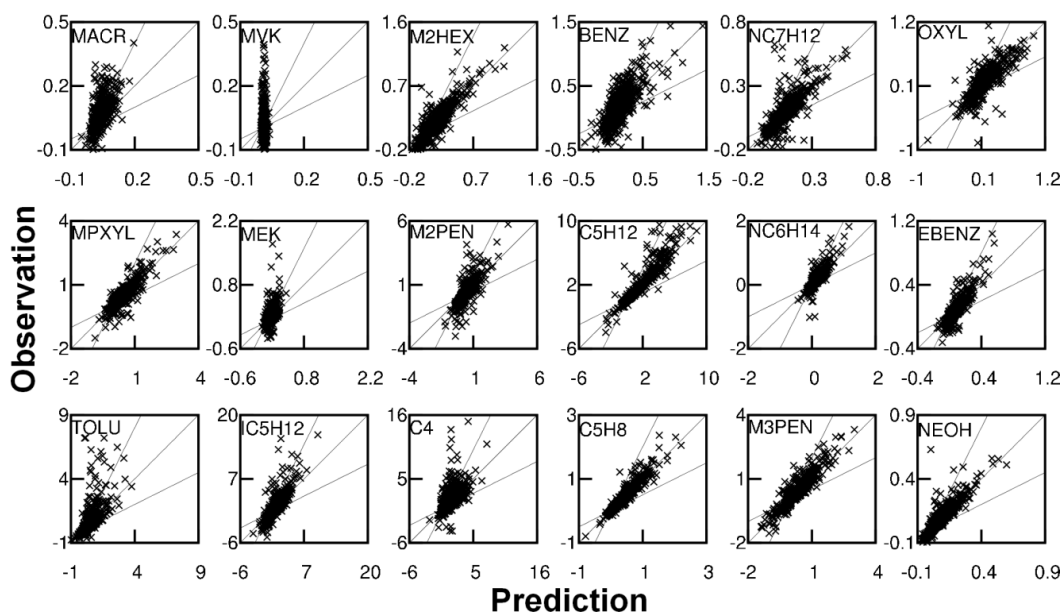 Observation
0.5 0.5 1.6 1.5 0.8 1.2
MACR MVK M2HEX BENZ NC7H12 OXYL
0.2 0.2 0.7 0.5 0.3 0.1
-0.1 -0.1 -0.2 -0.5 -0.2 -1
-0.1 0.2 0.5 -0.1 0.2 0.5 -0.2 0.7 1.6 -0.5 0.5 1.5 -0.2 0.3 0.8 -1 0.1 1.2
4 2.2 6 10 2 1.2
MPXYL MEK M2PEN C5H12 NC6H14 EBENZ
1 0.8 1 2 0 0.4
-2 -0.6 -4 -6 -2 -0.4
-2 1 4 -0.6 0.8 2.2 -4 1 6 -6 2 10 -2 0 2 -0.4 0.4 1.2
9 20 16 3 4 0.9
TOLU IC5H12 C4 C5H8 M3PEN NEOH
4 7 5 1 1 0.4
-1 -6 -6 -1 -2 -0.1
-1 4 9 -6 7 20 -6 5 16 -1 1 3 -2 1 4 -0.1 0.4 0.9
Prediction